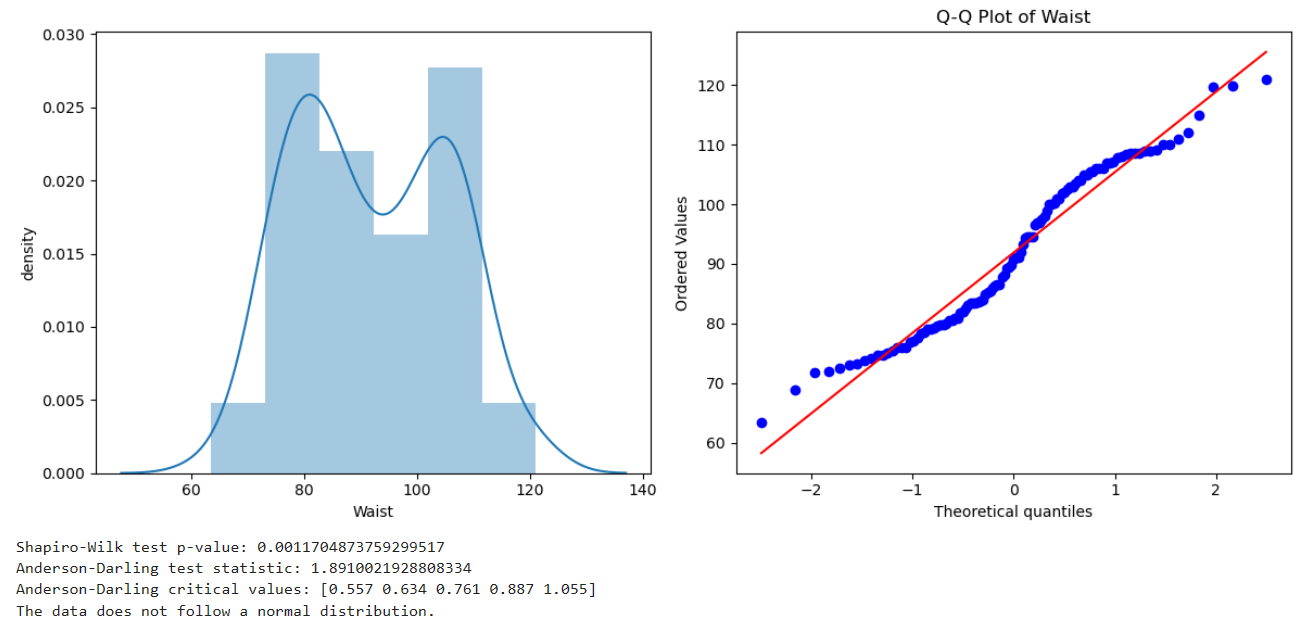 0.030
0.025
0.020
0.015
0.010
0.005
0.000
density
60 80 100 120 140
Waist
Q-Q Plot of Waist
120
110
100
90
80
70
60
Ordered Values
−2 −1 0 1 2
Theoretical quantiles
Shapiro-Wilk test p-value: 0.0011704873759299517
Anderson-Darling test statistic: 1.8910021928808334
Anderson-Darling critical values: [0.557 0.634 0.761 0.887 1.055]
The data does not follow a normal distribution.